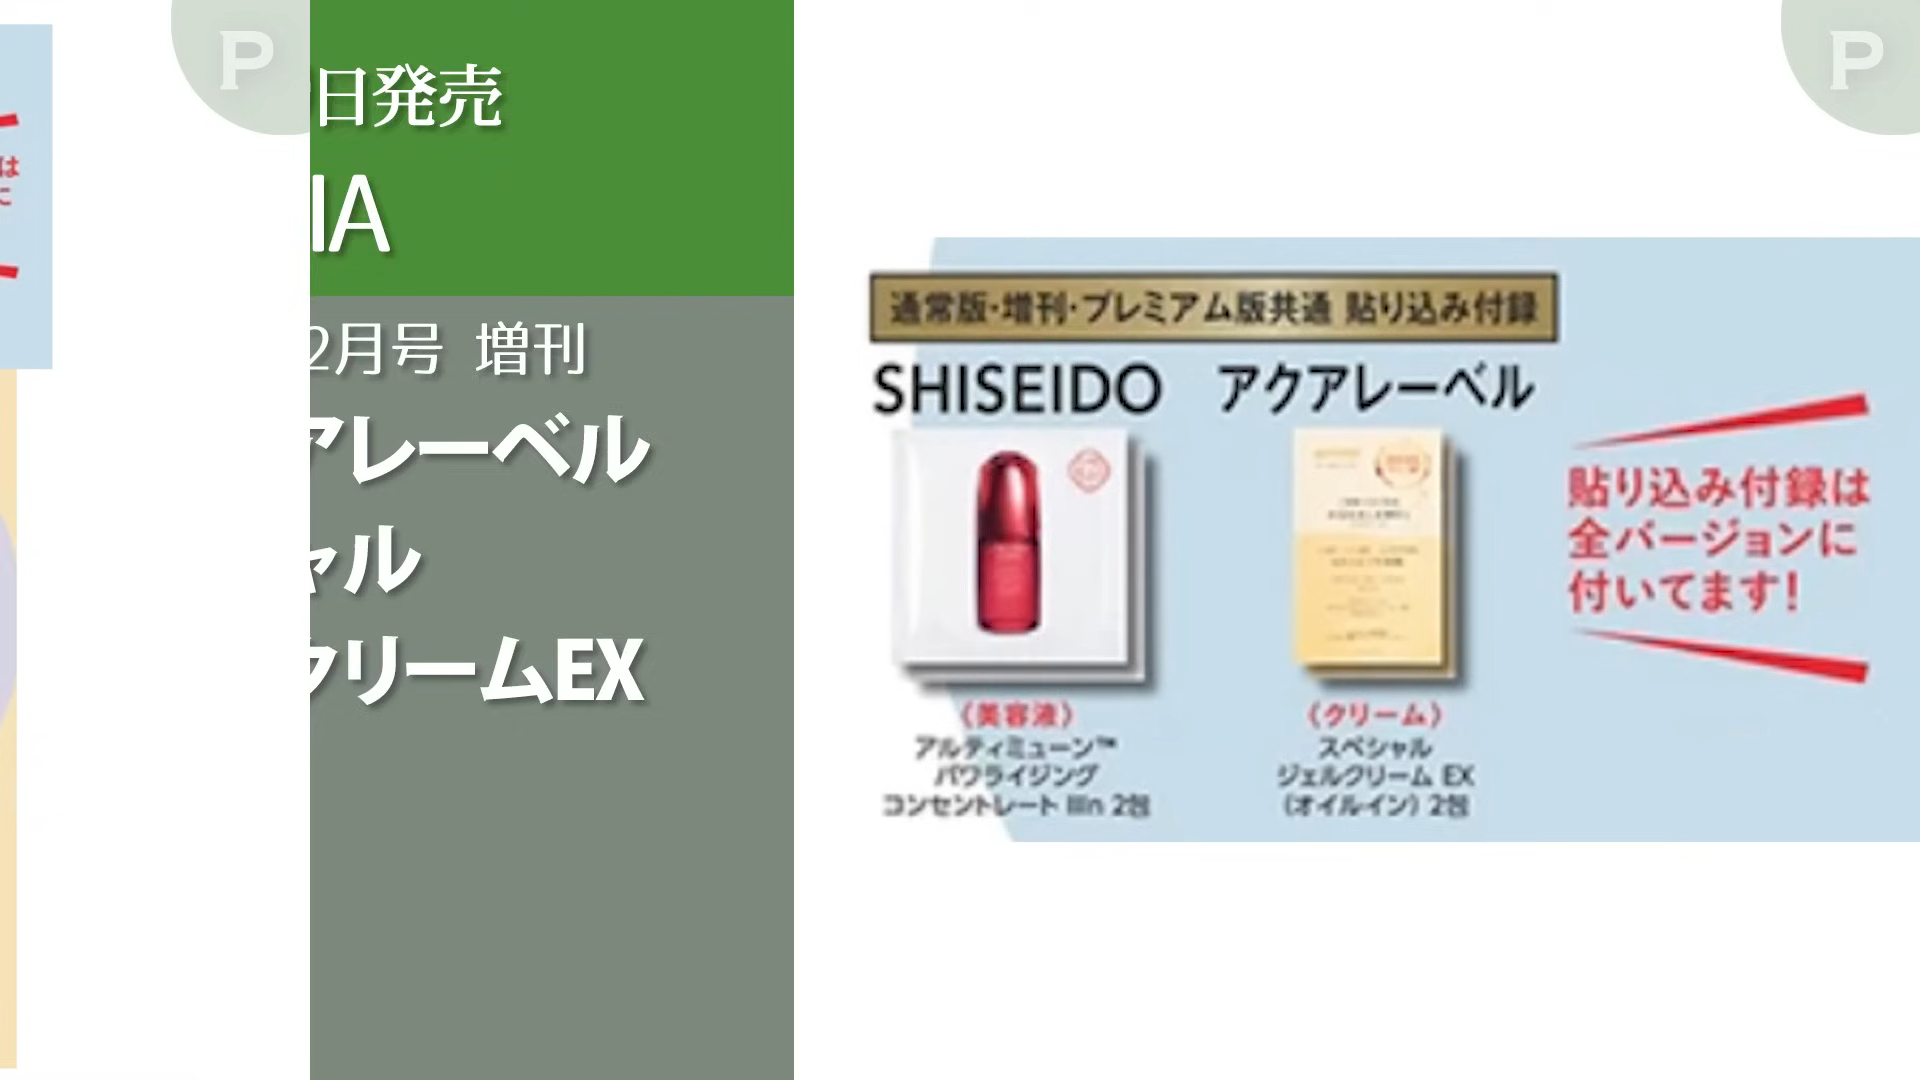 は
に
P
日発売
IA
2月号 増刊
アレーベル
ャル
クリームEX
P
通常版・増刊・プレミアム版共通 貼り込み付録
SHISEIDO アクアレーベル
貼り込み付録は
全バージョンに
付いてます!
〈美容液〉
アルティミューン™
パワライジング
コンセントレート IIIn 2包
〈クリーム〉
スペシャル
ジェルクリーム EX
(オイルイン) 2包